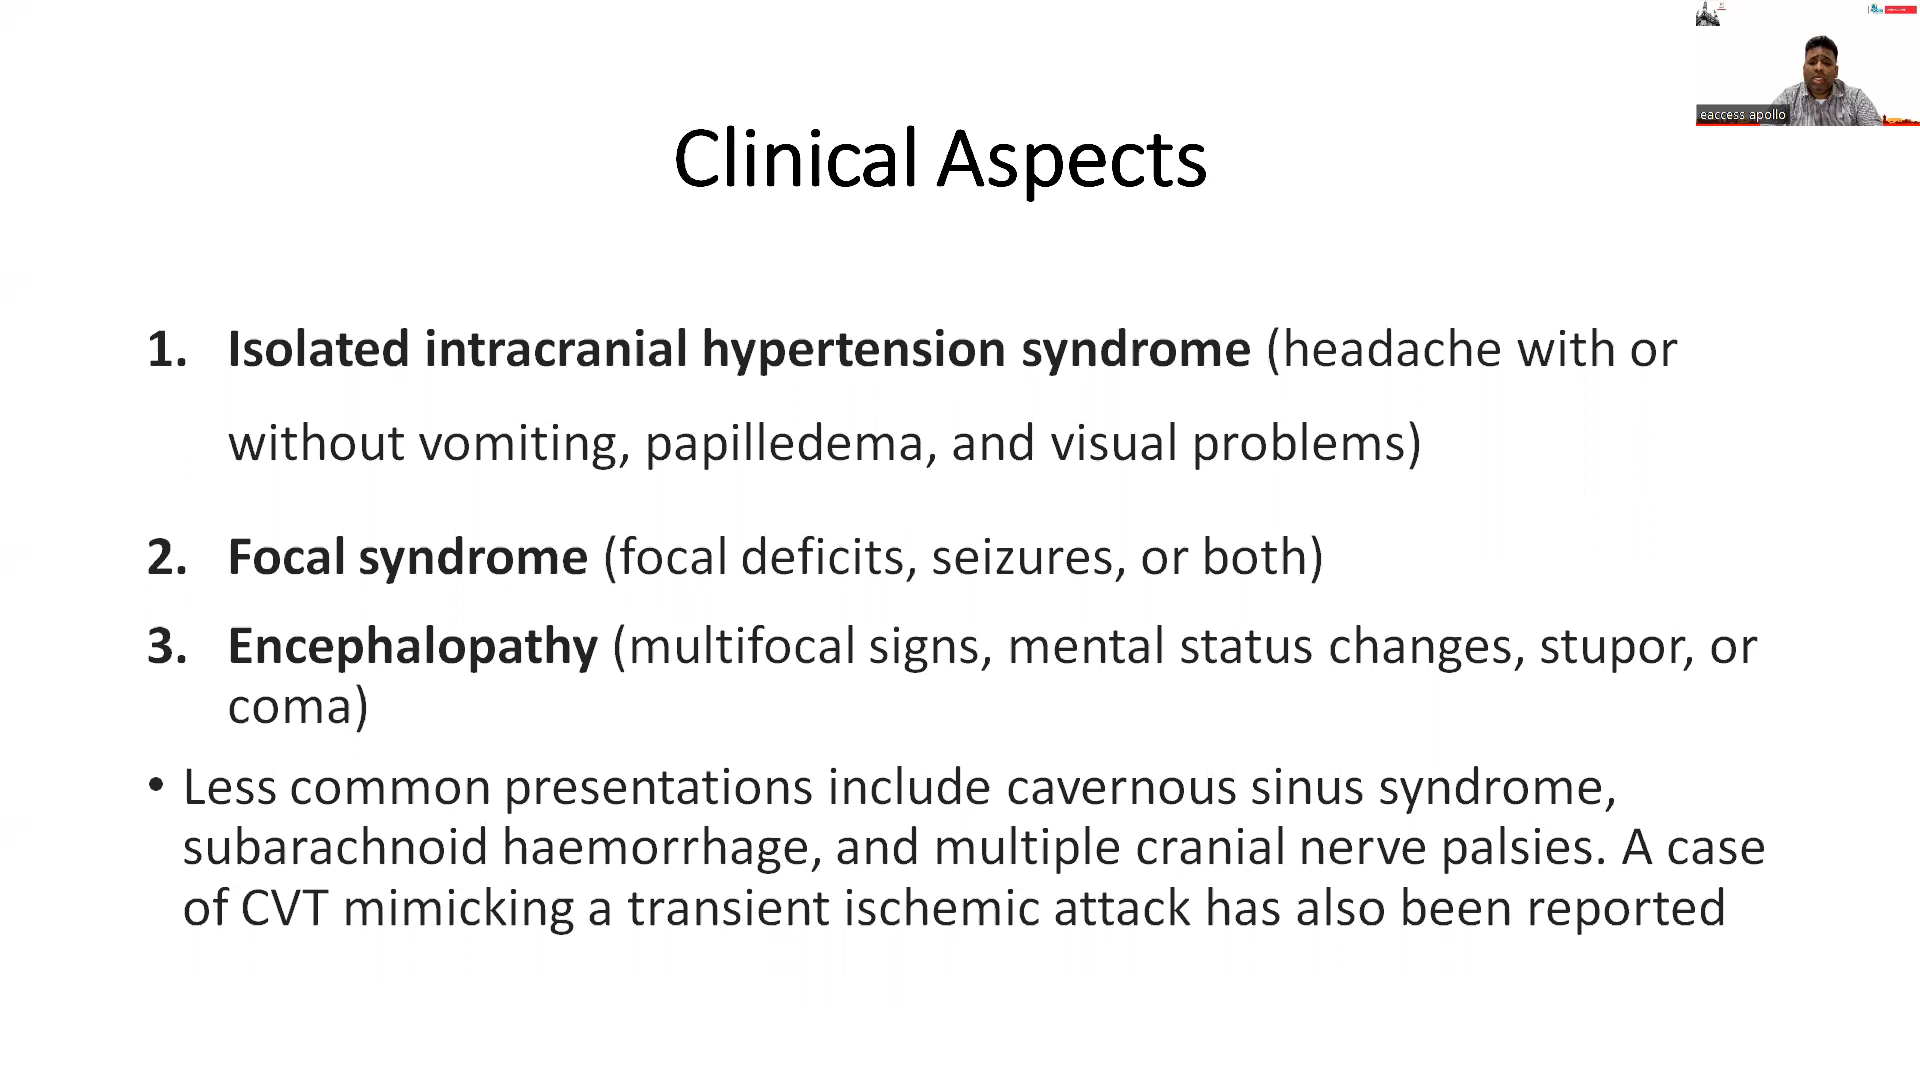 eaccess apollo
Clinical Aspects
1. Isolated intracranial hypertension syndrome (headache with or
without vomiting, papilledema, and visual problems)
2. Focal syndrome (focal deficits, seizures, or both)
3. Encephalopathy (multifocal signs, mental status changes, stupor, or
coma)
• Less common presentations include cavernous sinus syndrome,
subarachnoid haemorrhage, and multiple cranial nerve palsies. A case
of CVT mimicking a transient ischemic attack has also been reported